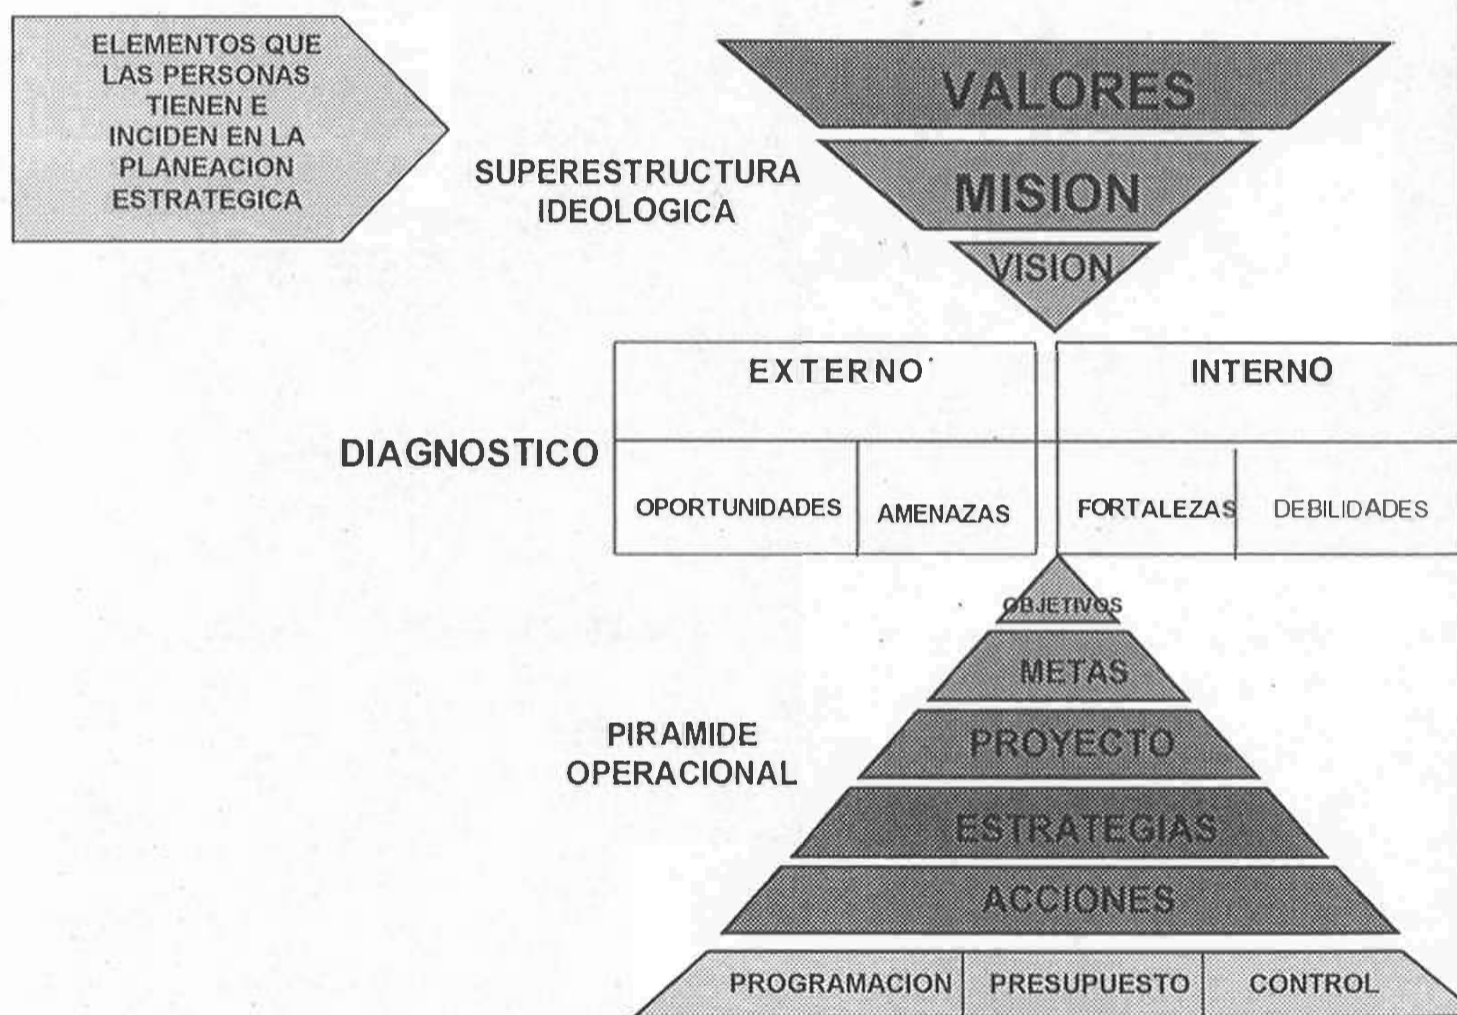 ELEMENTOS QUE
LAS PERSONAS
TIENEN E
INCIDEN EN LA
PLANEACION
ESTRATEGICA
SUPERESTRUCTURA
IDEOLOGICA
VALORES
MISION
VISION
DIAGNOSTICO
EXTERNO
INTERNO
OPORTUNIDADES
AMENAZAS
FORTALEZAS
DEBILIDADES
PIRAMIDE
OPERACIONAL
OBJETIVOS
METAS
PROYECTO
ESTRATEGIAS
ACCIONES
PROGRAMACION
PRESUPUESTO
CONTROL